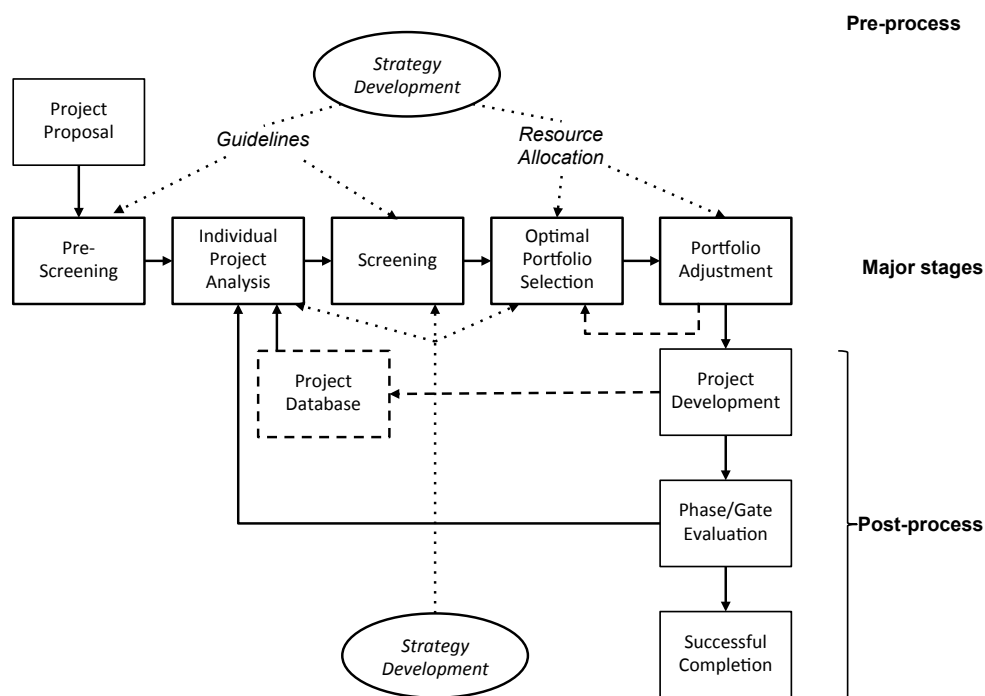 Pre-process
Strategy
Development
Project
Proposal
Guidelines
Resource
Allocation
Pre-
Screening
Individual
Project
Analysis
Screening
Optimal
Portfolio
Selection
Portfolio
Adjustment
Major stages
Project
Database
Project
Development
Phase/Gate
Evaluation
Post-process
Strategy
Development
Successful
Completion